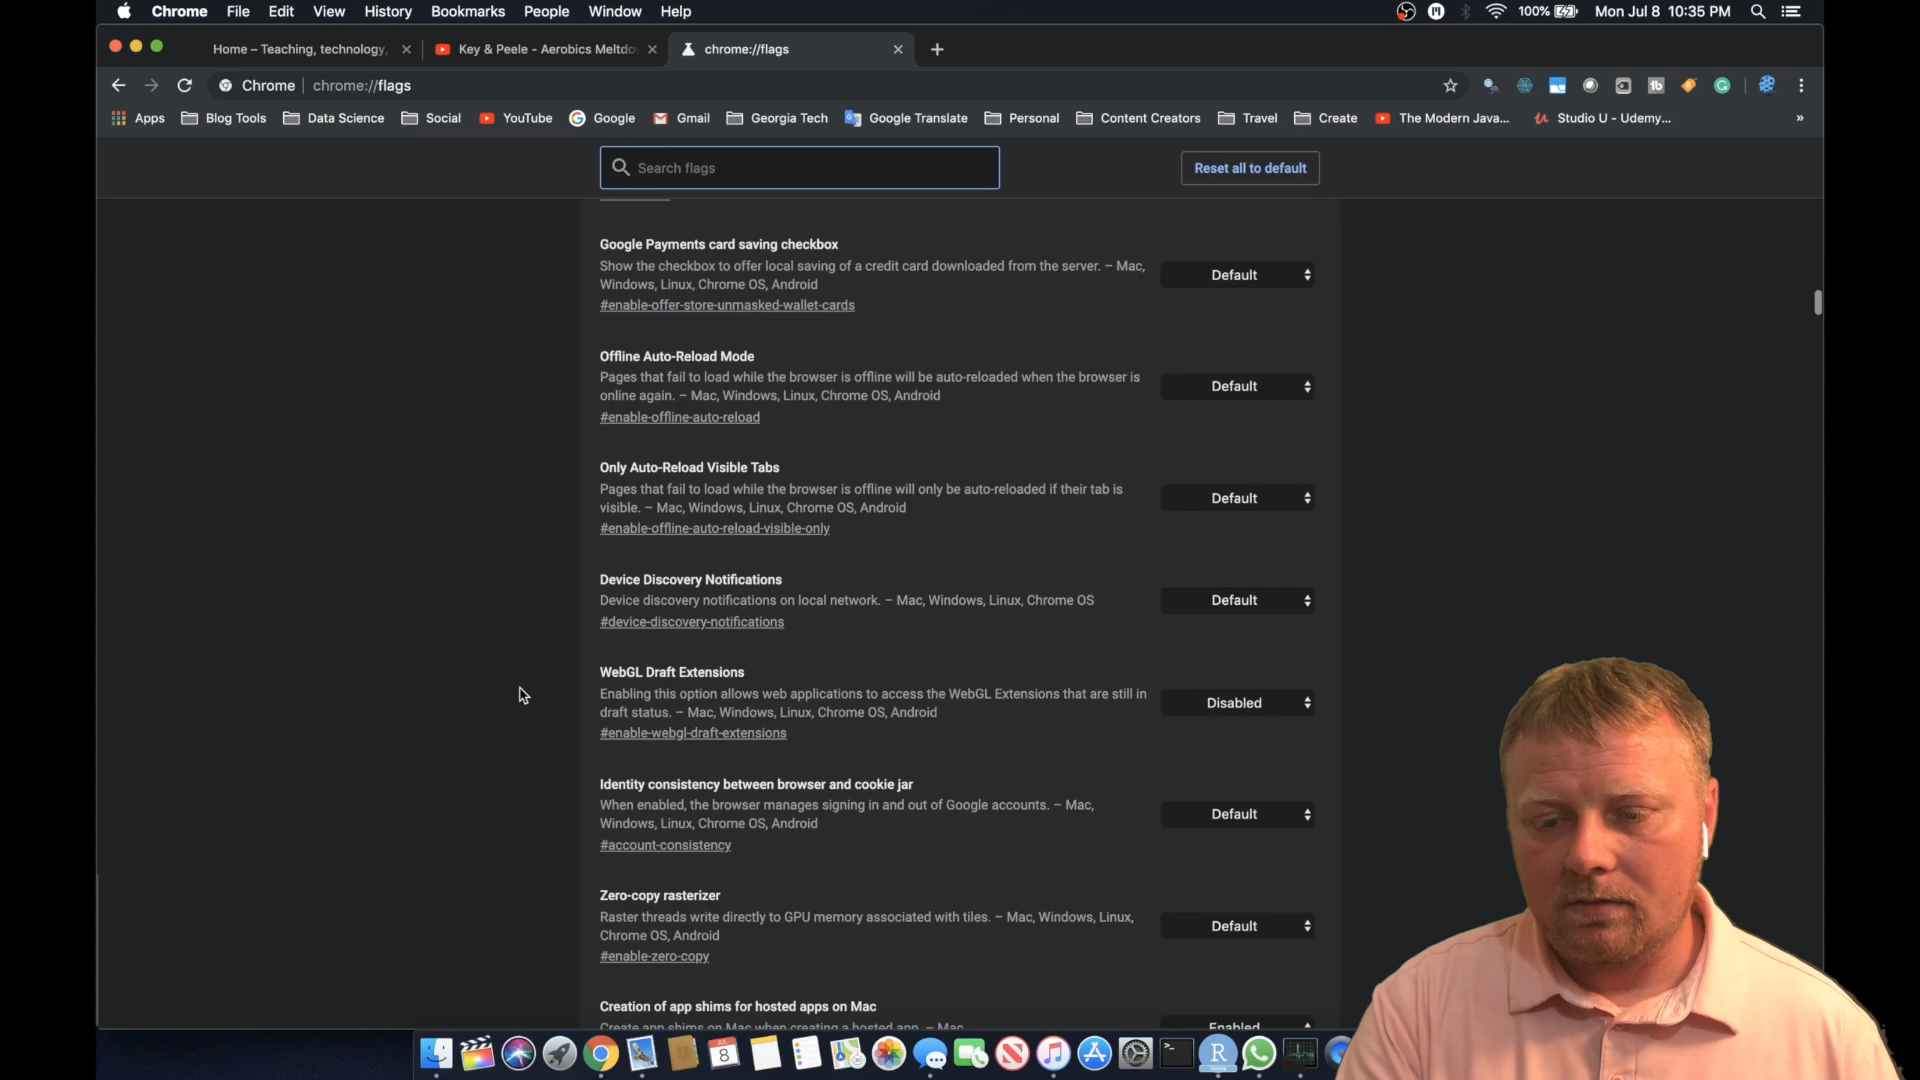 Chrome File Edit View History Bookmarks People Window Help 100% Mon Jul 8 10:35 PM
Home – Teaching, technology, Key & Peele - Aerobics Meltdo chrome://flags
Chrome chrome://flags
Apps Blog Tools Data Science Social YouTube Google Gmail Georgia Tech Google Translate Personal Content Creators Travel Create The Modern Java... Studio U - Udemy... »
Search flags Reset all to default
Google Payments card saving checkbox
Show the checkbox to offer local saving of a credit card downloaded from the server. – Mac,
Windows, Linux, Chrome OS, Android
Default
#enable-offer-store-unmasked-wallet-cards
Offline Auto-Reload Mode
Pages that fail to load while the browser is offline will be auto-reloaded when the browser is
online again. – Mac, Windows, Linux, Chrome OS, Android
Default
#enable-offline-auto-reload
Only Auto-Reload Visible Tabs
Pages that fail to load while the browser is offline will only be auto-reloaded if their tab is
visible. – Mac, Windows, Linux, Chrome OS, Android
Default
#enable-offline-auto-reload-visible-only
Device Discovery Notifications
Device discovery notifications on local network. – Mac, Windows, Linux, Chrome OS
Default
#device-discovery-notifications
WebGL Draft Extensions
Enabling this option allows web applications to access the WebGL Extensions that are still in
draft status. – Mac, Windows, Linux, Chrome OS, Android
Disabled
#enable-webgl-draft-extensions
Identity consistency between browser and cookie jar
When enabled, the browser manages signing in and out of Google accounts. – Mac,
Windows, Linux, Chrome OS, Android
Default
#account-consistency
Zero-copy rasterizer
Raster threads write directly to GPU memory associated with tiles. – Mac, Windows, Linux,
Chrome OS, Android
Default
#enable-zero-copy
Creation of app shims for hosted apps on Mac
Create app shims on Mac when creating a hosted app. – Mac
Enabled
JUL
8
R